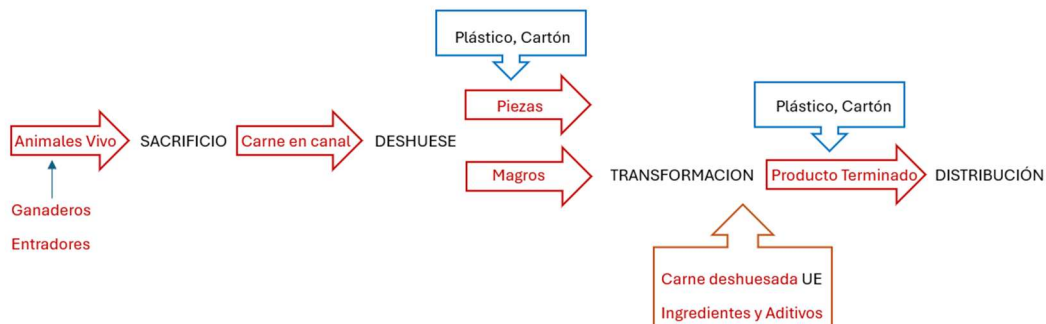 Plástico, Cartón
Piezas
Plástico, Cartón
Animales Vivo
SACRIFICIO
Carne en canal
DESHUESE
Magros
TRANSFORMACION
Producto Terminado
DISTRIBUCIÓN
Ganaderos
Entradores
Carne deshuesada UE
Ingredientes y Aditivos